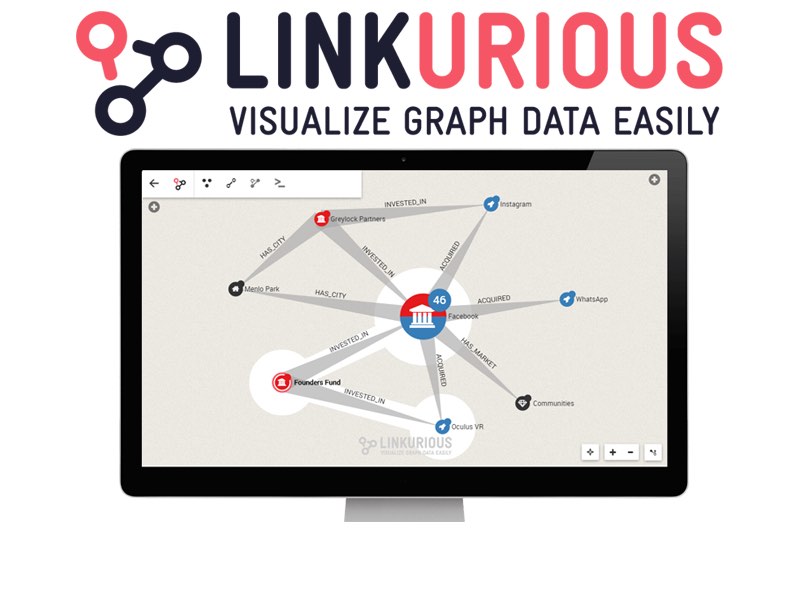 LINKURIOUS
VISUALIZE GRAPH DATA EASILY
INVESTED_IN
Instagram
Greylock Partners
HAS_CITY
INVESTED_IN
ACQUIRED
Menlo Park
HAS_CITY
46
ACQUIRED
WhatsApp
Facebook
INVESTED_IN
HAS_MARKET
ACQUIRED
Founders Fund
INVESTED_IN
Communities
Oculus VR
LINKURIOUS
VISUALIZE GRAPH DATA EASILY